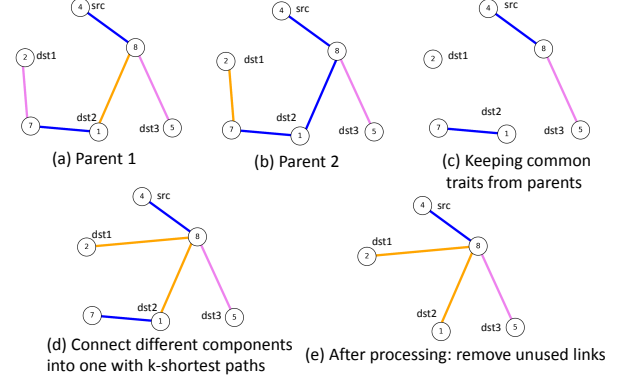 4 src
8
2 dst1
dst2
7
1
dst3 5
(a) Parent 1
4 src
8
2 dst1
dst2
7
1
dst3 5
(b) Parent 2
4 src
8
2 dst1
dst2
7
1
dst3 5
(c) Keeping common
traits from parents
4 src
8
dst1
2
dst2
7
1
dst3 5
(d) Connect different components
into one with k-shortest paths
4 src
8
dst1
2
dst2
1
dst3 5
(e) After processing: remove unused links